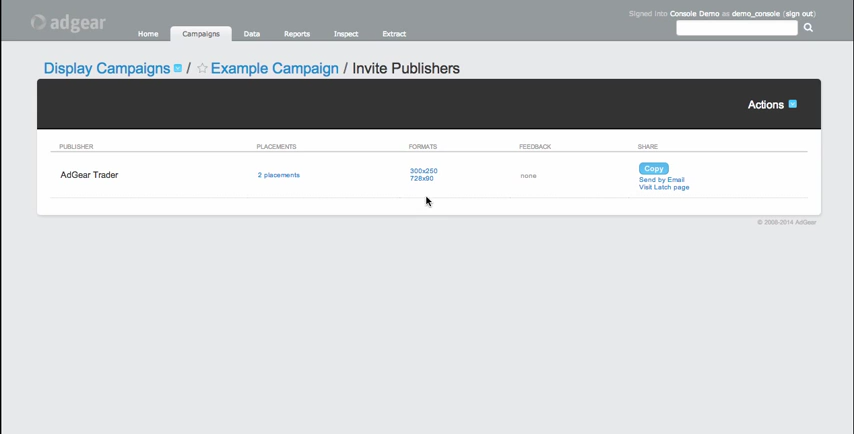 Signed into Console Demo as demo_console (sign out)
adgear
Home Campaigns Data Reports Inspect Extract
Display Campaigns / Example Campaign / Invite Publishers
Actions
PUBLISHER PLACEMENTS FORMATS FEEDBACK SHARE
AdGear Trader 2 placements 300x250 none Copy
728x90 Send by Email
Visit Latch page
© 2008-2014 AdGear